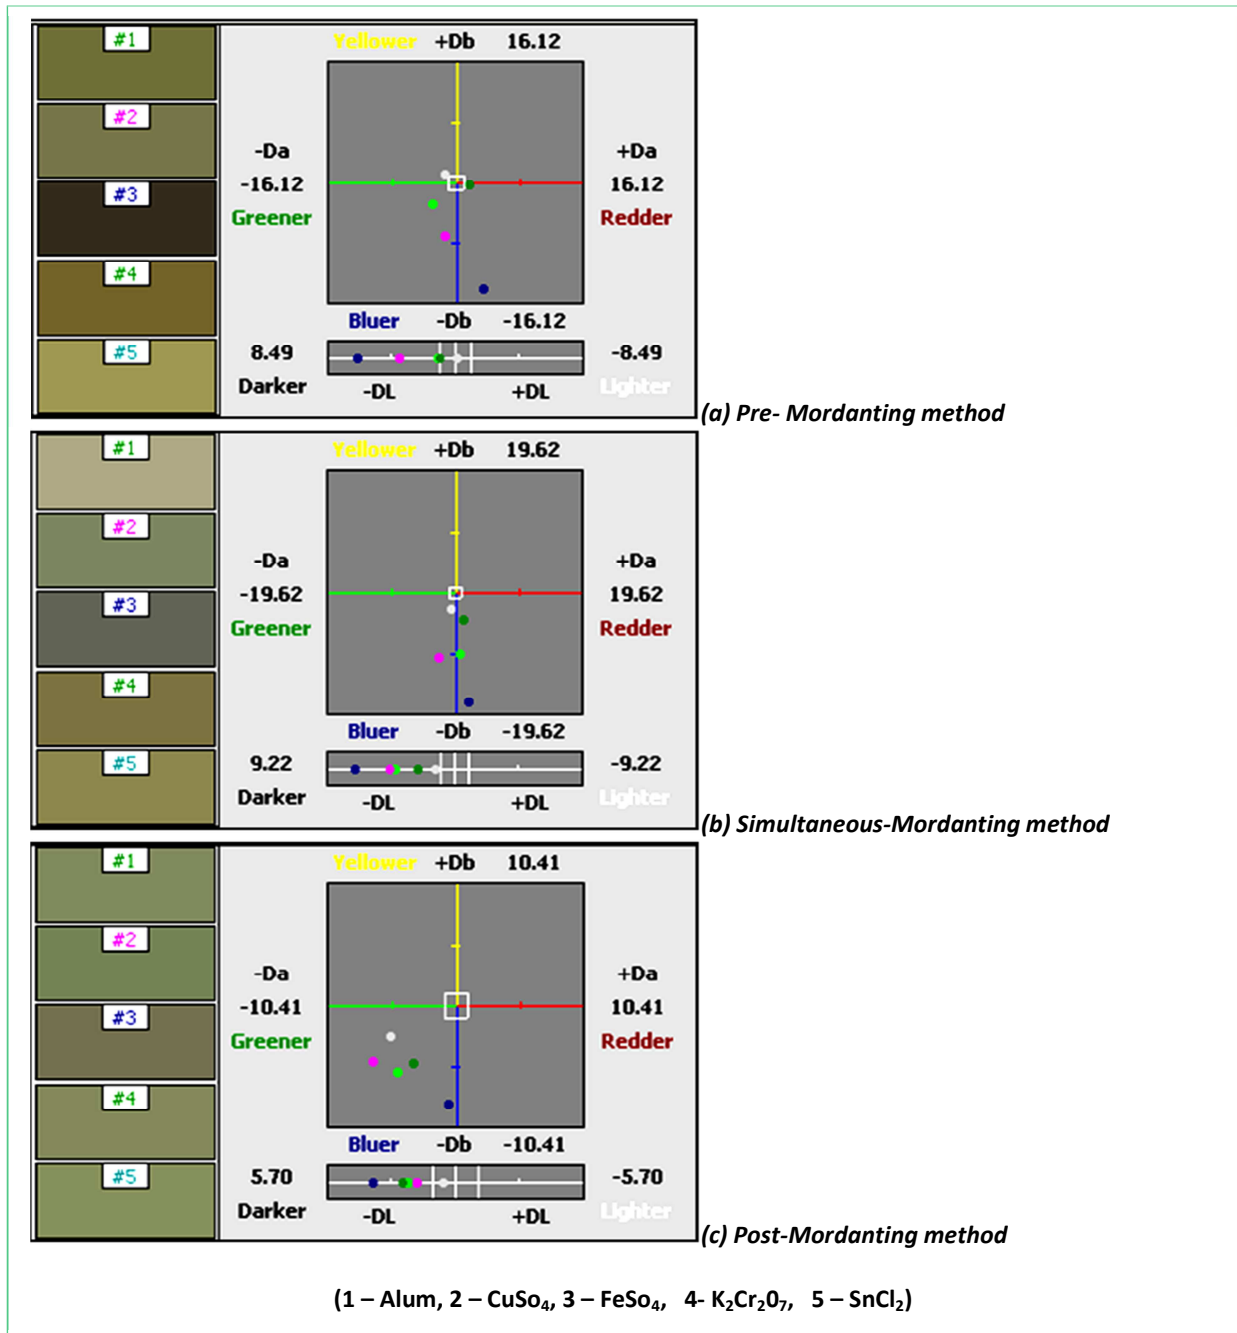 #1
Yellower +Db 16.12
#2
-Da
+Da
-16.12
16.12
#3
Greener
Redder
#4
Bluer -Db -16.12
#5
8.49
-8.49
Darker
-DL
+DL
Lighter
(a) Pre- Mordanting method
#1
Yellower +Db 19.62
#2
-Da
+Da
-19.62
19.62
#3
Greener
Redder
#4
Bluer -Db -19.62
#5
9.22
-9.22
Darker
-DL
+DL
Lighter
(b) Simultaneous-Mordanting method
#1
Yellower +Db 10.41
#2
-Da
+Da
-10.41
10.41
#3
Greener
Redder
#4
Bluer -Db -10.41
#5
5.70
-5.70
Darker
-DL
+DL
Lighter
(c) Post-Mordanting method
(1 – Alum, 2 – CuSo₄, 3 – FeSo₄, 4- K₂Cr₂0₇, 5 – SnCl₂)